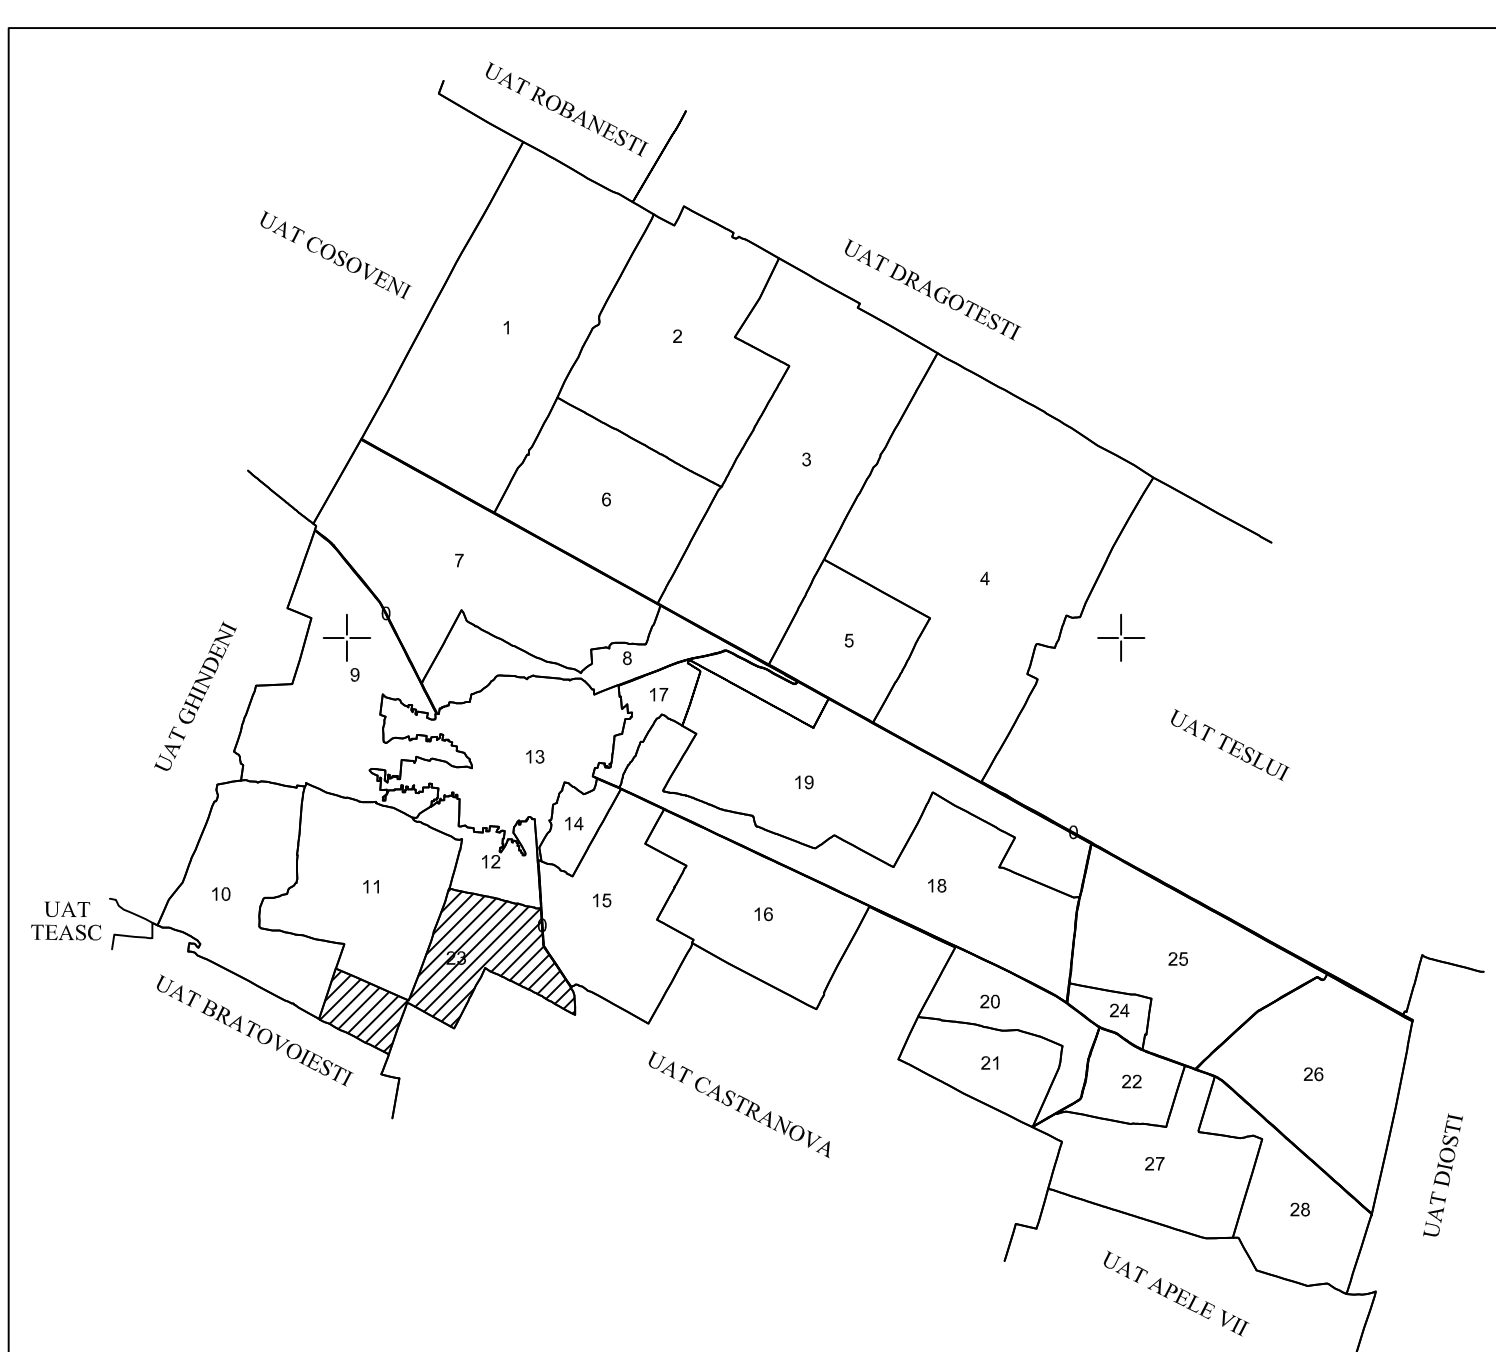 UAT ROBANESTI
UAT COSOVENI
UAT DRAGOTESTI
1
2
3
6
7
4
0
5
8
9
17
UAT GHINDENI
UAT TESLUI
13
19
14
0
12
11
10
18
15
16
UAT
TEASC
0
23
25
UAT BRATOVOIESTI
20
24
21
22
26
UAT CASTRANOVA
27
28
UAT DIOSTI
UAT APELE VII